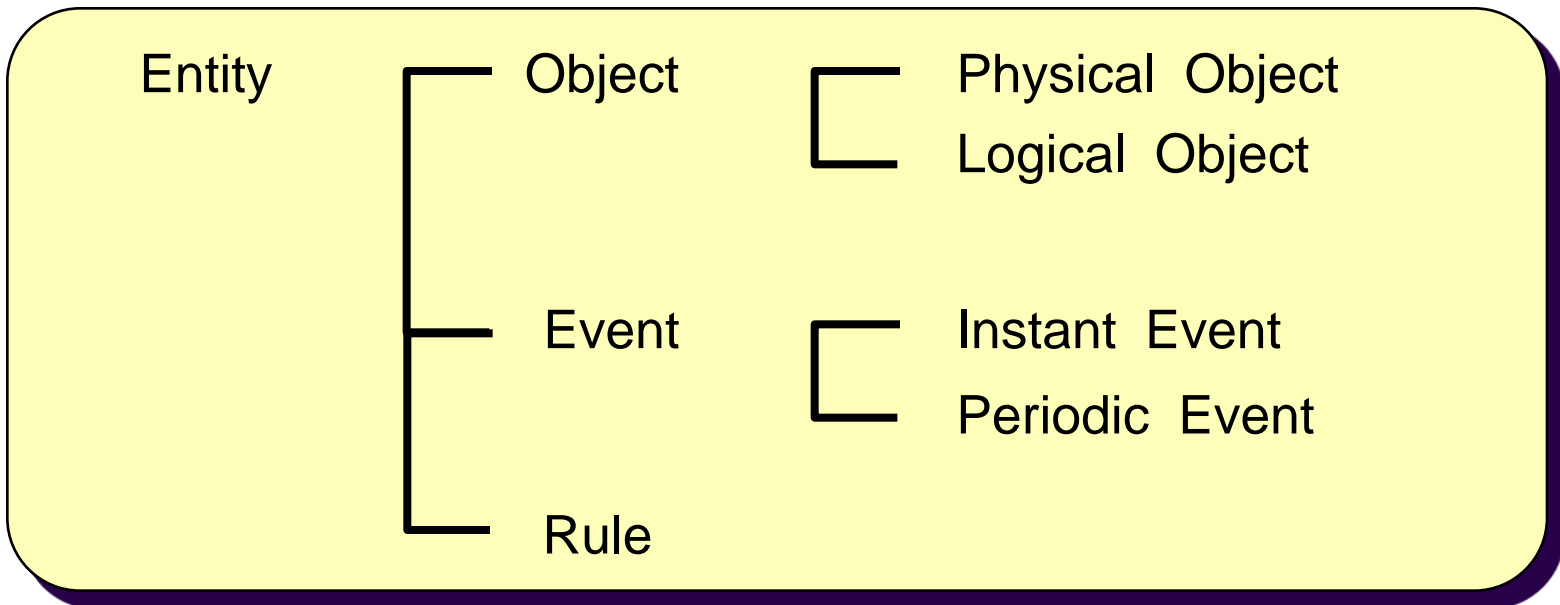 Entity Object Physical Object
Logical Object
Event Instant Event
Periodic Event
Rule